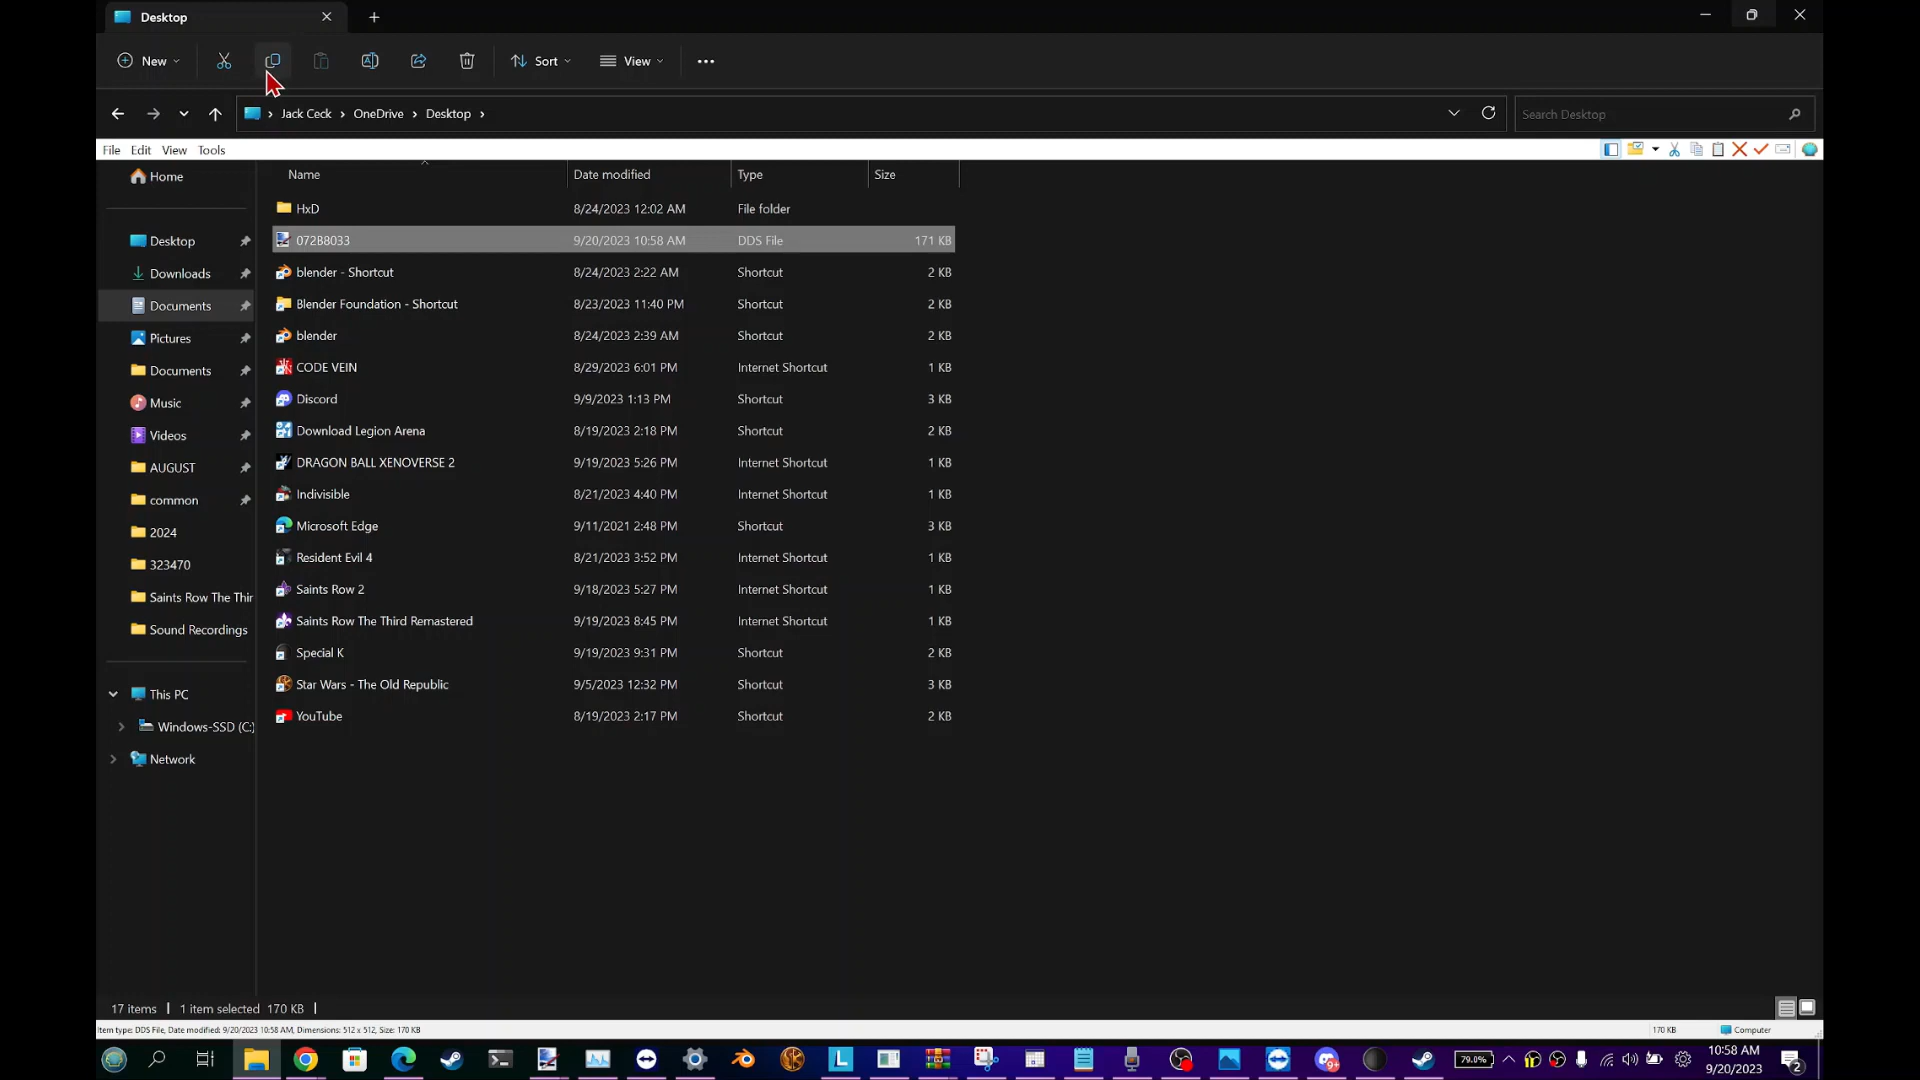 Desktop
New
Sort
View
Jack Ceck > OneDrive > Desktop >
Search Desktop
File Edit View Tools
Name Date modified Type Size
Home
Desktop
Downloads
Documents
Pictures
Documents
Music
Videos
AUGUST
common
2024
323470
Saints Row The Thir
Sound Recordings
This PC
Windows-SSD (C:)
Network
HxD 8/24/2023 12:02 AM File folder
072B8033 9/20/2023 10:58 AM DDS File 171 KB
blender - Shortcut 8/24/2023 2:22 AM Shortcut 2 KB
Blender Foundation - Shortcut 8/23/2023 11:40 PM Shortcut 2 KB
blender 8/24/2023 2:39 AM Shortcut 2 KB
CODE VEIN 8/29/2023 6:01 PM Internet Shortcut 1 KB
Discord 9/9/2023 1:13 PM Shortcut 3 KB
Download Legion Arena 8/19/2023 2:18 PM Shortcut 2 KB
DRAGON BALL XENOVERSE 2 9/19/2023 5:26 PM Internet Shortcut 1 KB
Indivisible 8/21/2023 4:40 PM Internet Shortcut 1 KB
Microsoft Edge 9/11/2021 2:48 PM Shortcut 3 KB
Resident Evil 4 8/21/2023 3:52 PM Internet Shortcut 1 KB
Saints Row 2 9/18/2023 5:27 PM Internet Shortcut 1 KB
Saints Row The Third Remastered 9/19/2023 8:45 PM Internet Shortcut 1 KB
Special K 9/19/2023 9:31 PM Shortcut 2 KB
Star Wars - The Old Republic 9/5/2023 12:32 PM Shortcut 3 KB
YouTube 8/19/2023 2:17 PM Shortcut 2 KB
17 items | 1 item selected 170 KB |
Item type: DDS File, Date modified: 9/20/2023 10:58 AM, Dimensions: 512 x 512, Size: 170 KB
170 KB
Computer
79.0%
10:58 AM
9/20/2023
2